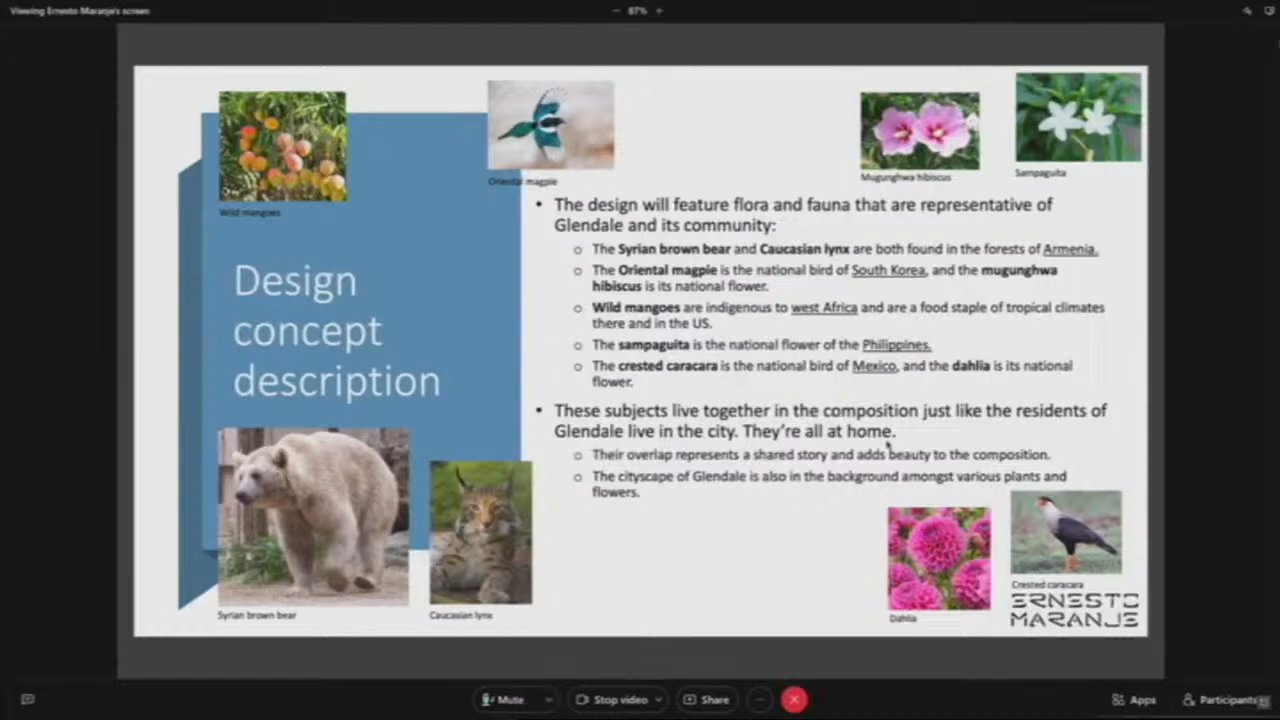 Viewing Ernesto Maranje's screen
87%
Wild mangoes
Oriental magpie
Mugunghwa hibiscus
Sampaguita
Design
concept
description
• The design will feature flora and fauna that are representative of
Glendale and its community:
o The Syrian brown bear and Caucasian lynx are both found in the forests of Armenia.
o The Oriental magpie is the national bird of South Korea, and the mugunghwa
hibiscus is its national flower.
o Wild mangoes are indigenous to west Africa and are a food staple of tropical climates
there and in the US.
o The sampaguita is the national flower of the Philippines.
o The crested caracara is the national bird of Mexico, and the dahlia is its national
flower.
• These subjects live together in the composition just like the residents of
Glendale live in the city. They're all at home.
o Their overlap represents a shared story and adds beauty to the composition.
o The cityscape of Glendale is also in the background amongst various plants and
flowers.
Syrian brown bear
Caucasian lynx
Dahlia
Crested caracara
ERNESTO
MARANJE
Mute
Stop video
Share
Apps
Participants